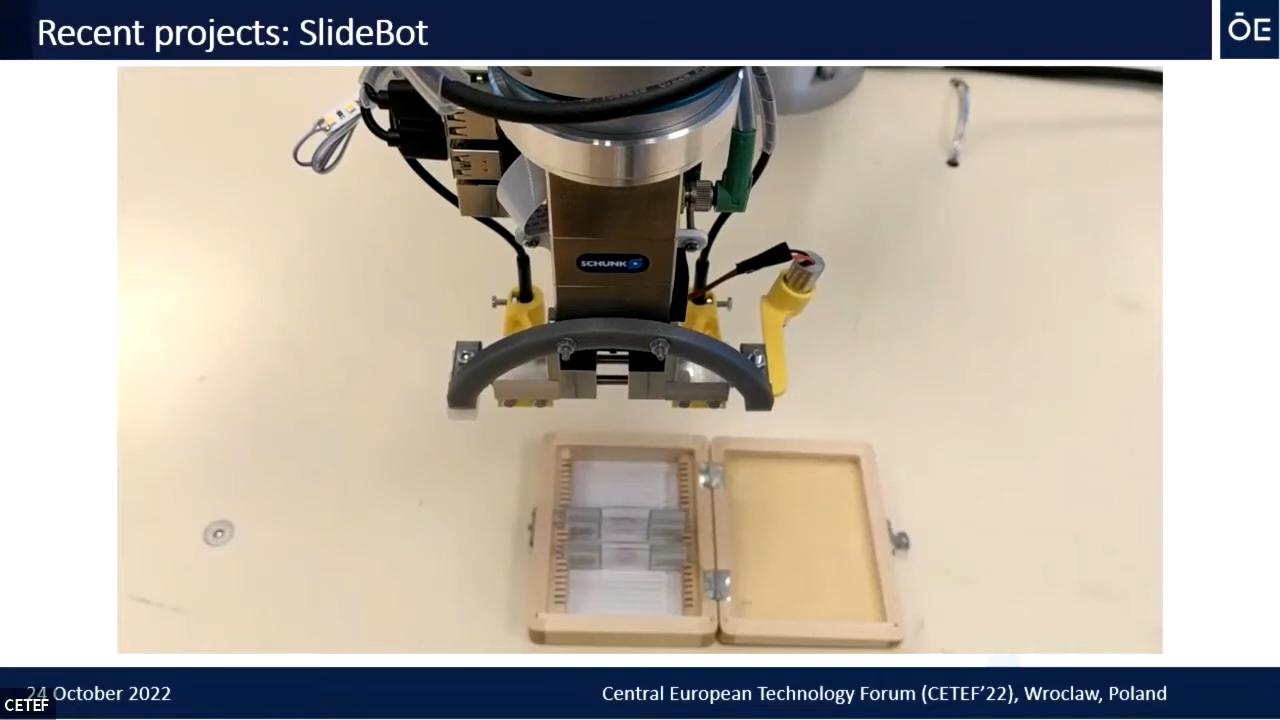 Recent projects: SlideBot
ŌE
SCHUNK
24 October 2022
Central European Technology Forum (CETEF’22), Wroclaw, Poland
CETEF